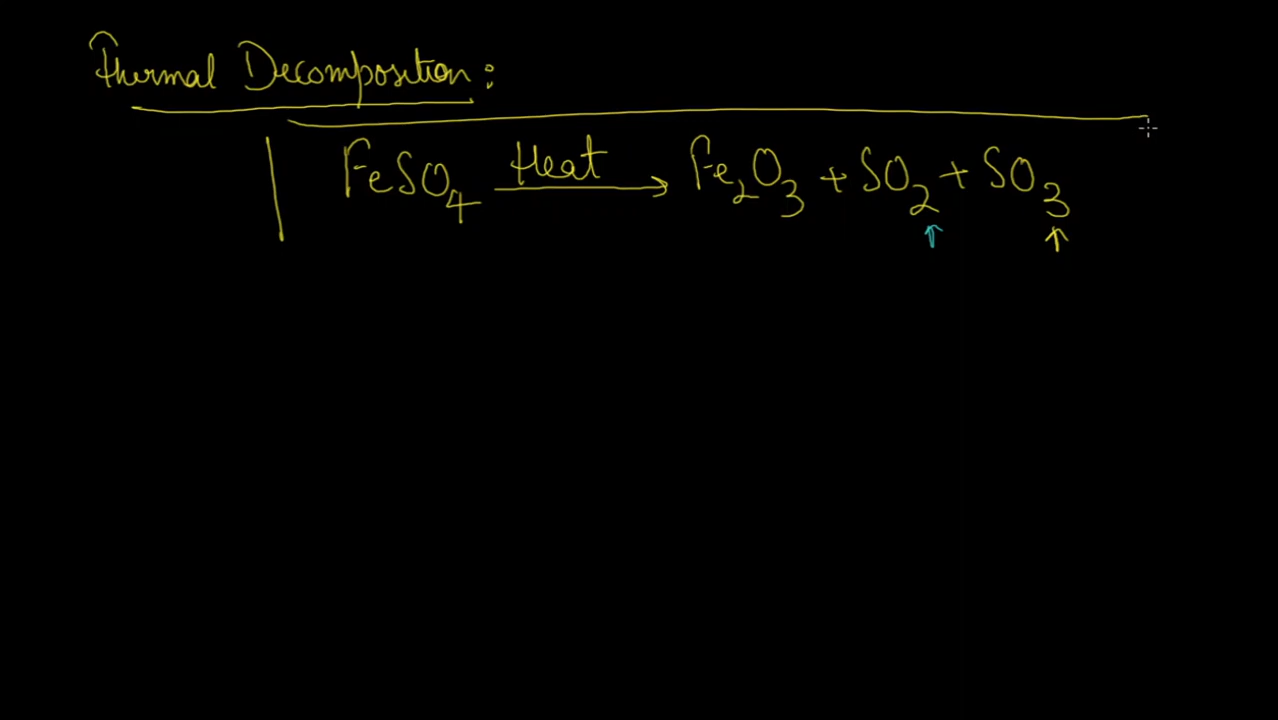 Thermal Decomposition:
FeSO₄ Heat → Fe₂O₃ + SO₂ + SO₃
↑ ↑